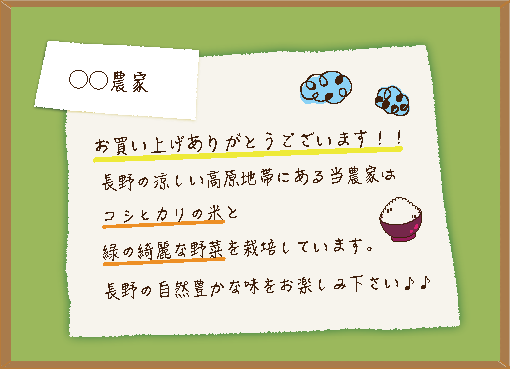 ○○農家
お買い上げありがとうございます！！
長野の涼しい高原地帯にある当農家は
コシヒカリの米と
緑の綺麗な野菜を栽培しています。
長野の自然豊かな味をお楽しみ下さい♪♪